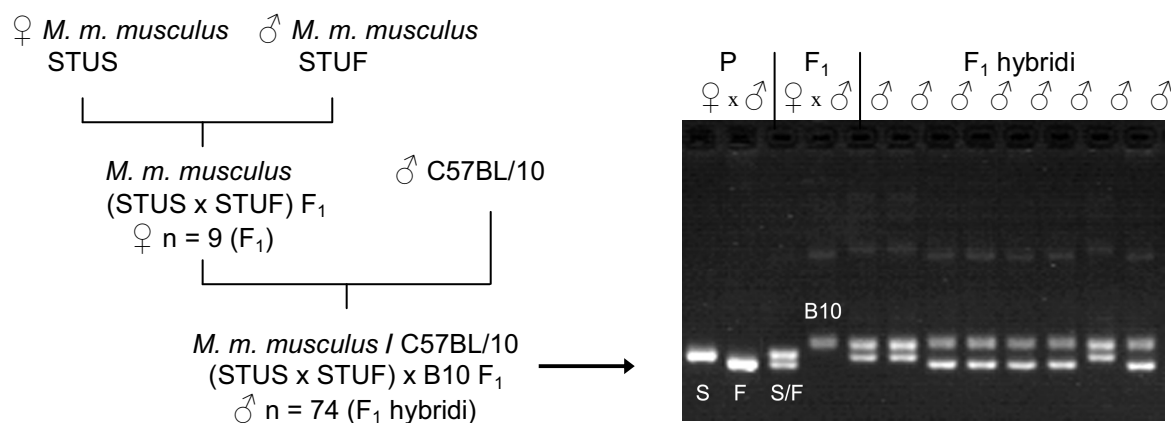 ♀ M. m. musculus ♂ M. m. musculus
STUS STUF
M. m. musculus ♂ C57BL/10
(STUS x STUF) F₁
♀ n = 9 (F₁)
M. m. musculus / C57BL/10
(STUS x STUF) x B10 F₁
♂ n = 74 (F₁ hybridi)
P F₁ F₁ hybridi
♀ x ♂ ♀ x ♂ ♂ ♂ ♂ ♂ ♂ ♂ ♂ ♂
B10
S F S/F